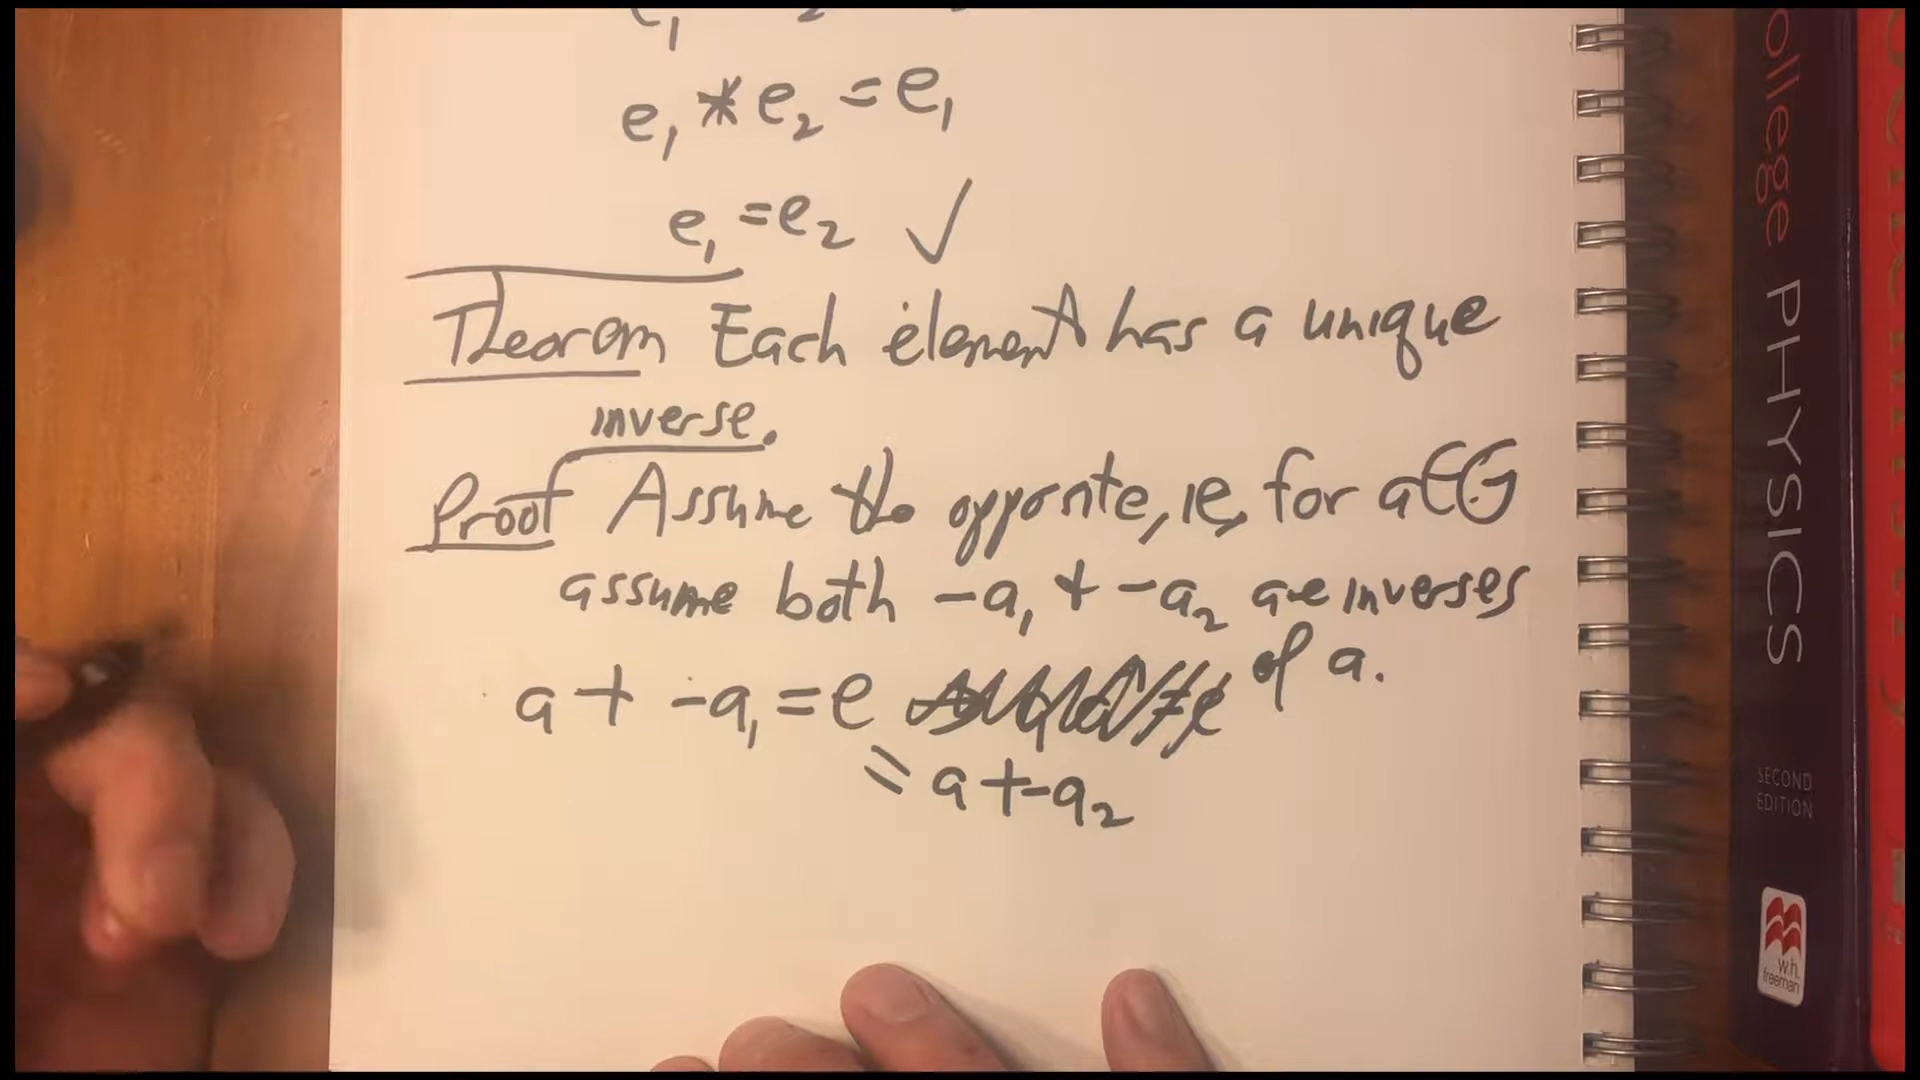 e₁ * e₂ = e₁
e₁ = e₂ ✓
Theorem Each element has a unique
inverse.
Proof Assume the opposite, ie, for a∈G
assume both -a₁ + -a₂ are inverses
of a.
a + -a₁ = e
= a + -a₂
ollege PHYSICS
SECOND
EDITION
w.h.
freeman